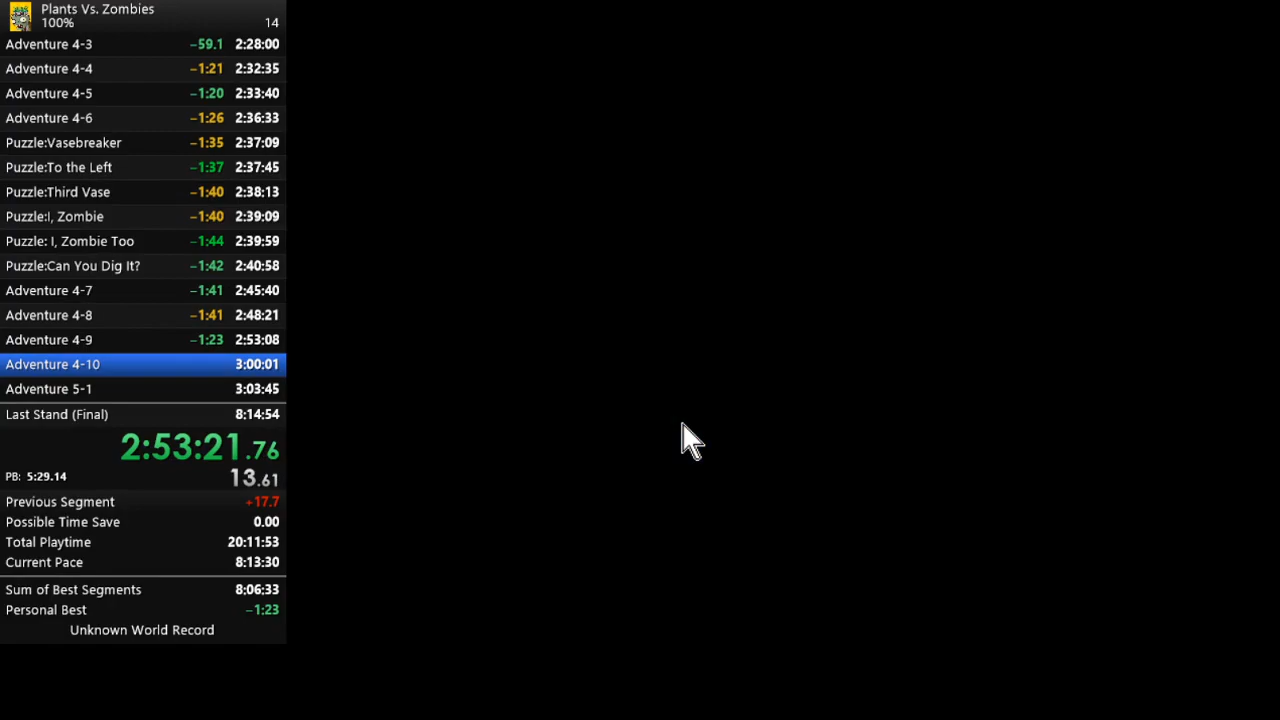 Plants Vs. Zombies
100% 14
Adventure 4-3 −59.1 2:28:00
Adventure 4-4 −1:21 2:32:35
Adventure 4-5 −1:20 2:33:40
Adventure 4-6 −1:26 2:36:33
Puzzle:Vasebreaker −1:35 2:37:09
Puzzle:To the Left −1:37 2:37:45
Puzzle:Third Vase −1:40 2:38:13
Puzzle:I, Zombie −1:40 2:39:09
Puzzle: I, Zombie Too −1:44 2:39:59
Puzzle:Can You Dig It? −1:42 2:40:58
Adventure 4-7 −1:41 2:45:40
Adventure 4-8 −1:41 2:48:21
Adventure 4-9 −1:23 2:53:08
Adventure 4-10 3:00:01
Adventure 5-1 3:03:45
Last Stand (Final) 8:14:54
2:53:21.76
PB: 5:29.14 13.61
Previous Segment +17.7
Possible Time Save 0.00
Total Playtime 20:11:53
Current Pace 8:13:30
Sum of Best Segments 8:06:33
Personal Best −1:23
Unknown World Record